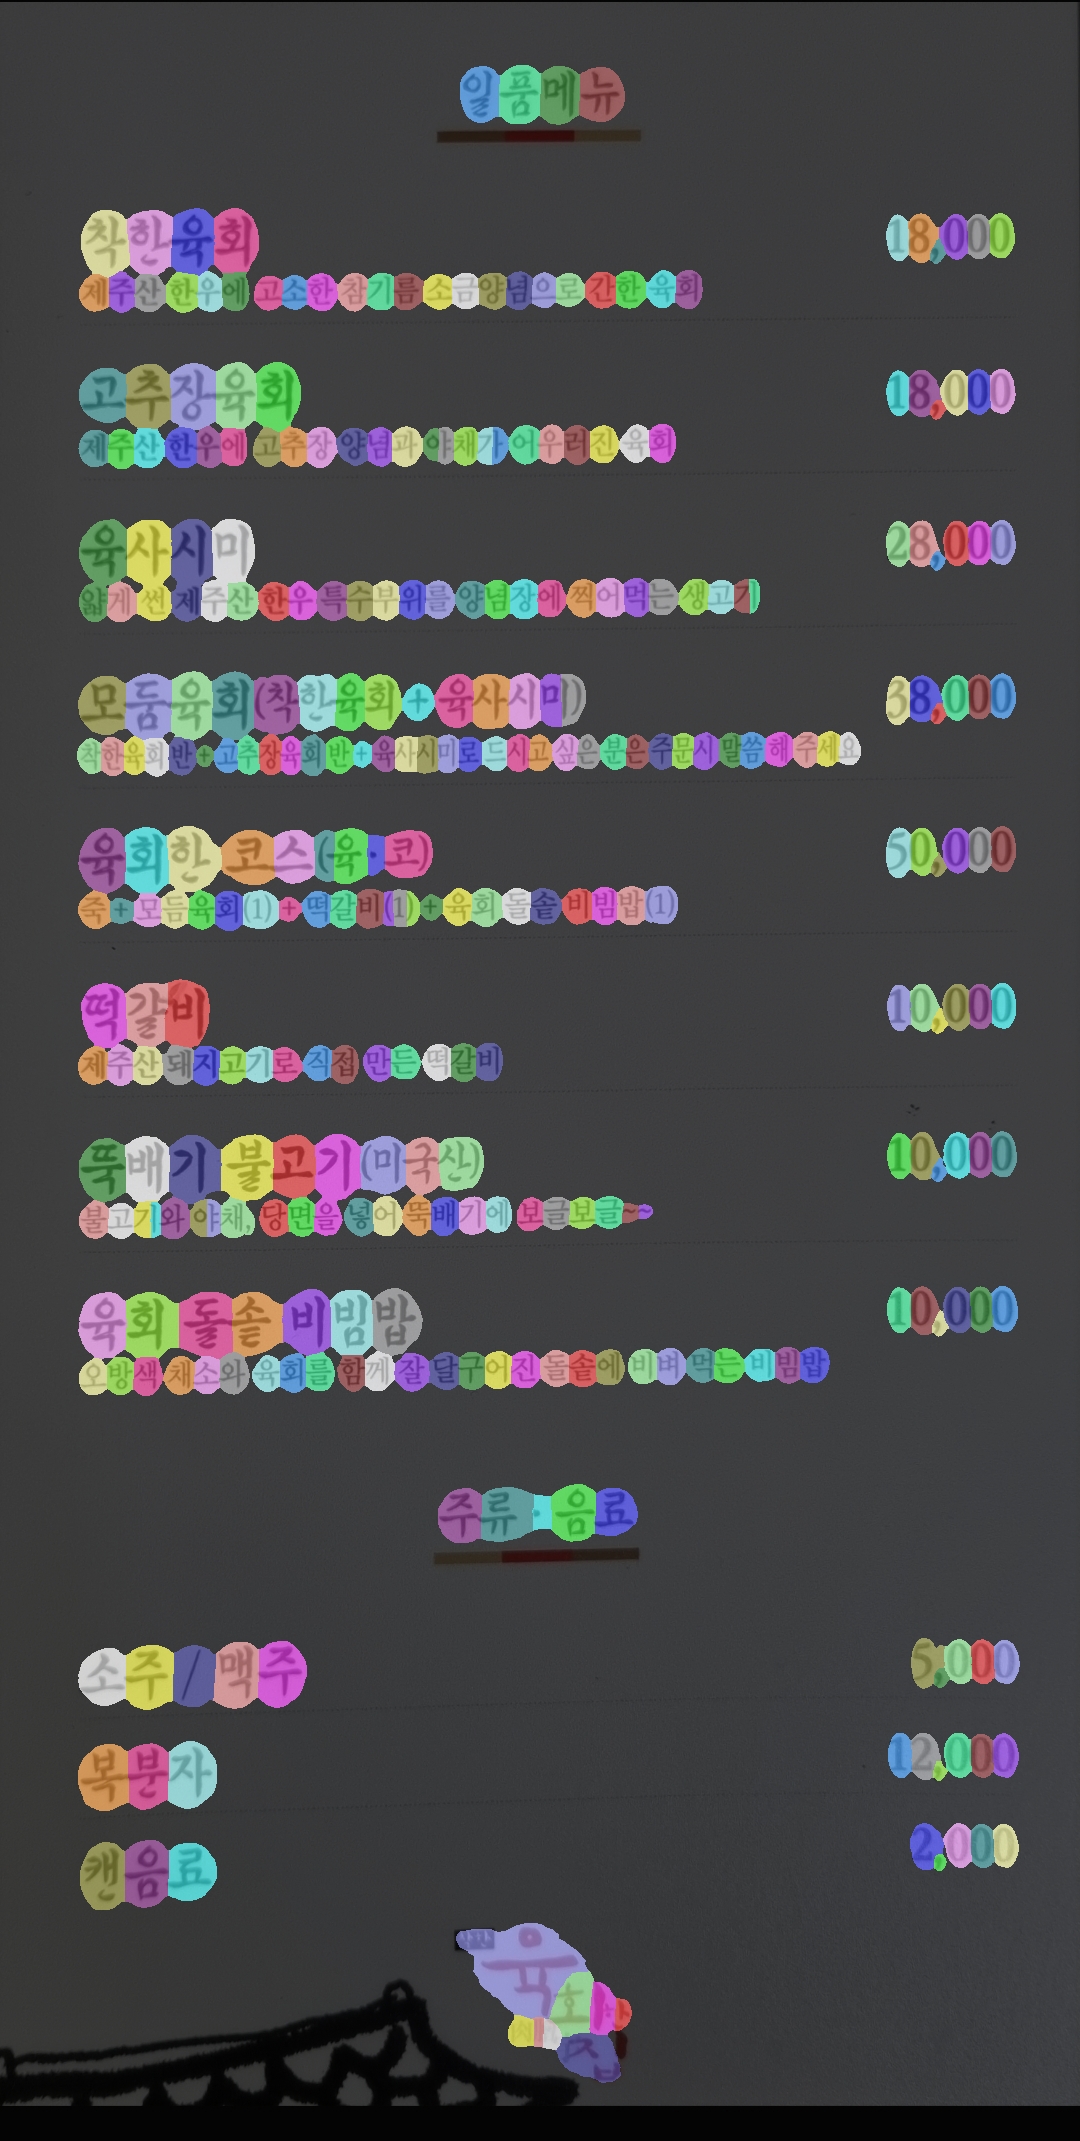 일품메뉴
착한육회 18,000
제주산 한우에 고소한 참기름 소금양념으로 간한 육회
고추장육회 18,000
제주산 한우에 고추장 양념과 야채가 어우러진 육회
육사시미 28,000
얇게 썬 제주산 한우특수부위를 양념장에 찍어먹는 생고기
모둠육회(착한육회+육사시미) 38,000
착한육회반+고추장육회반+육사시미로 드시고 싶은 분은 주문시 말씀해주세요
육회한 코스(육·코) 50,000
죽+모둠육회(1)+떡갈비(1)+육회돌솥 비빔밥(1)
떡갈비 10,000
제주산 돼지고기로 직접 만든 떡갈비
뚝배기 불고기(미국산) 10,000
불고기와 야채, 당면을 넣어 뚝배기에 보글보글~~
육회돌솥 비빔밥 10,000
오방색 채소와 육회를 함께 잘 달구어진 돌솥에 비벼 먹는 비빔밥
주류·음료
소주/맥주 5,000
복분자 12,000
캔음료 2,000